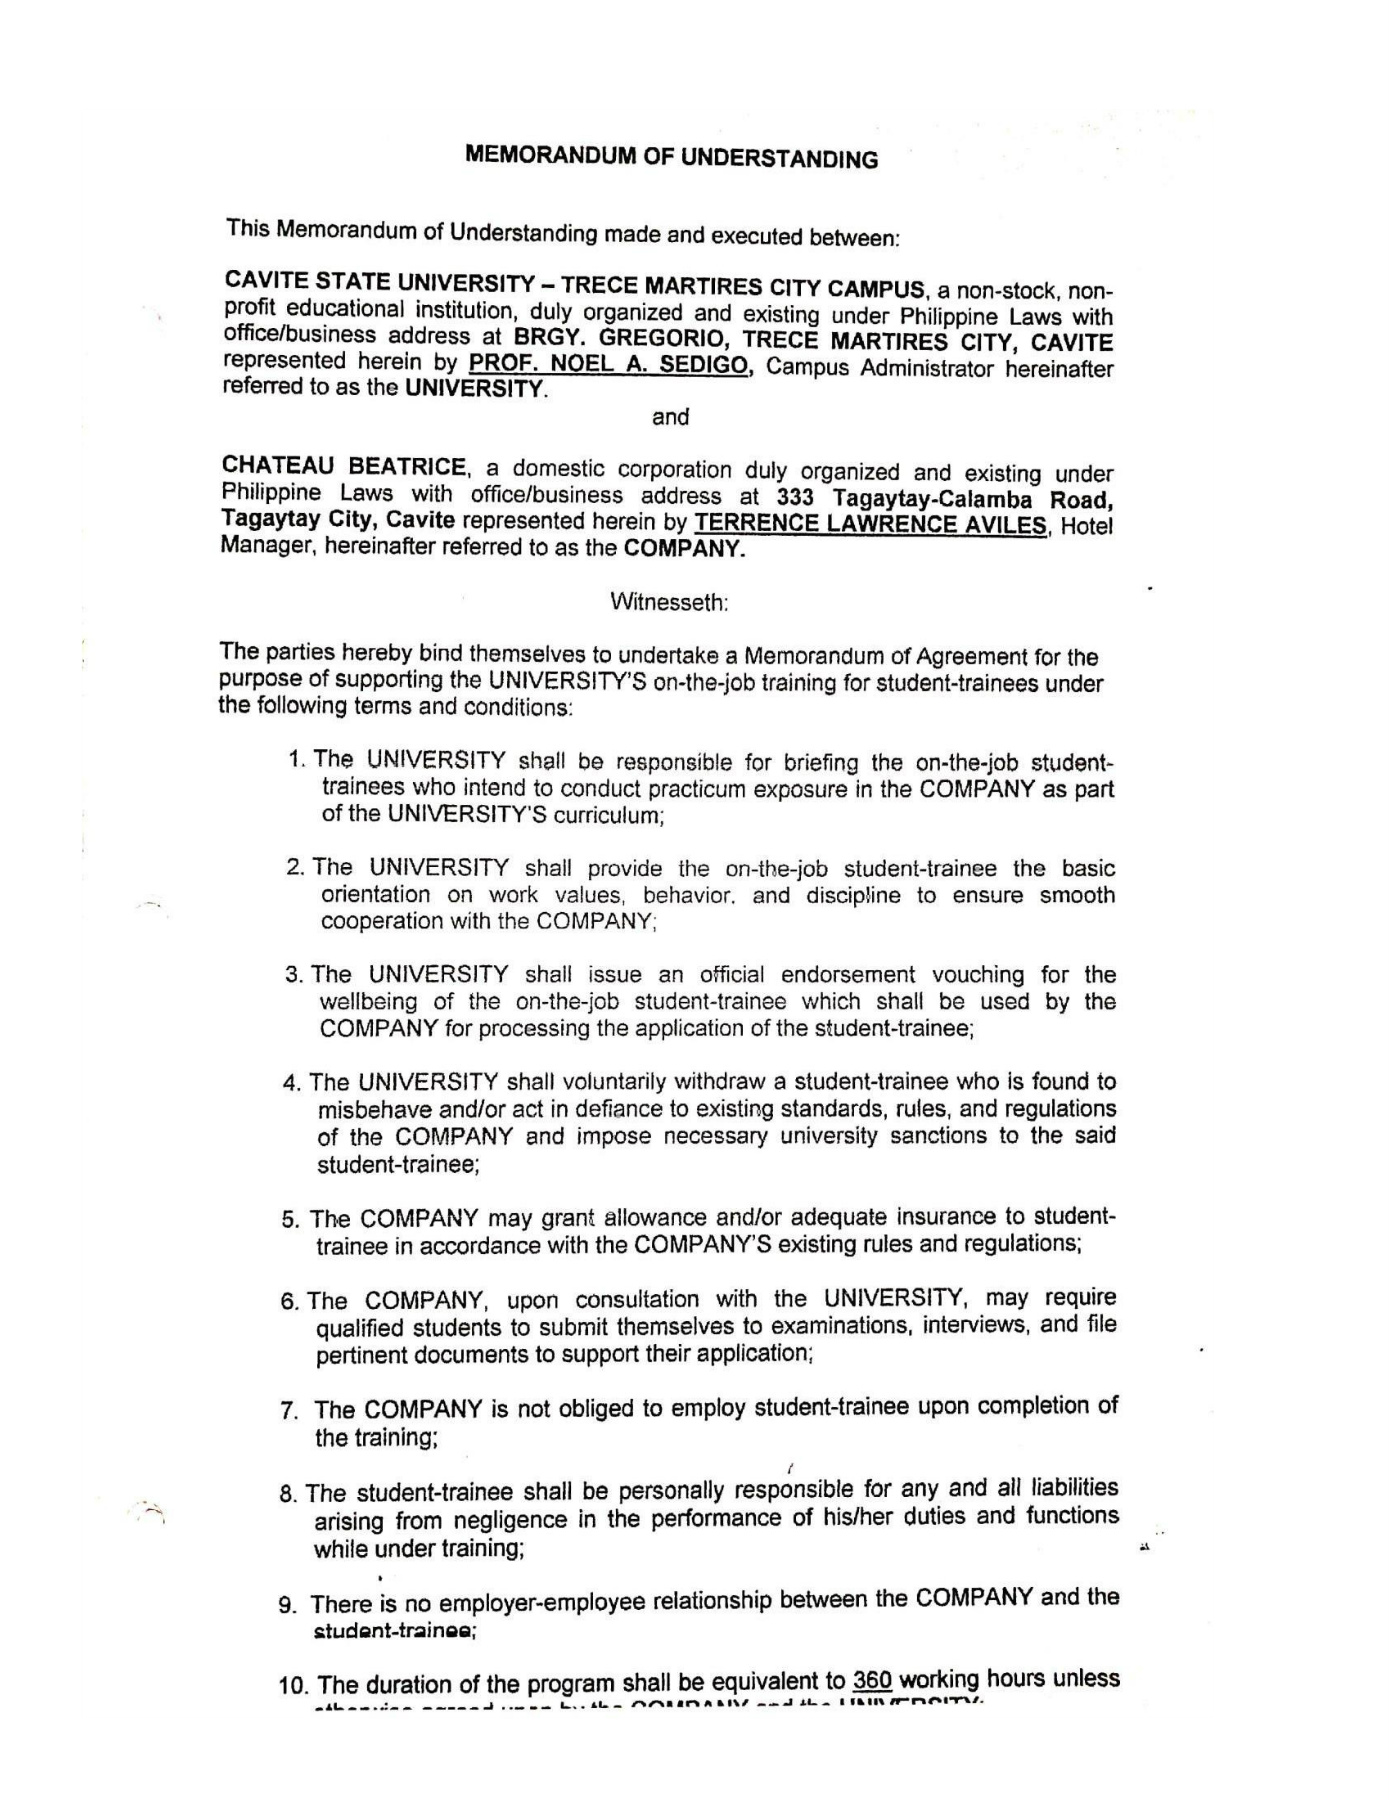 MEMORANDUM OF UNDERSTANDING
This Memorandum of Understanding made and executed between:
CAVITE STATE UNIVERSITY – TRECE MARTIRES CITY CAMPUS, a non-stock, non-
profit educational institution, duly organized and existing under Philippine Laws with
office/business address at BRGY. GREGORIO, TRECE MARTIRES CITY, CAVITE
represented herein by PROF. NOEL A. SEDIGO, Campus Administrator hereinafter
referred to as the UNIVERSITY.
and
CHATEAU BEATRICE, a domestic corporation duly organized and existing under
Philippine Laws with office/business address at 333 Tagaytay-Calamba Road,
Tagaytay City, Cavite represented herein by TERRENCE LAWRENCE AVILES, Hotel
Manager, hereinafter referred to as the COMPANY.
Witnesseth:
The parties hereby bind themselves to undertake a Memorandum of Agreement for the
purpose of supporting the UNIVERSITY'S on-the-job training for student-trainees under
the following terms and conditions:
1. The UNIVERSITY shall be responsible for briefing the on-the-job student-
trainees who intend to conduct practicum exposure in the COMPANY as part
of the UNIVERSITY'S curriculum;
2. The UNIVERSITY shall provide the on-the-job student-trainee the basic
orientation on work values, behavior. and discipline to ensure smooth
cooperation with the COMPANY;
3. The UNIVERSITY shall issue an official endorsement vouching for the
wellbeing of the on-the-job student-trainee which shall be used by the
COMPANY for processing the application of the student-trainee;
4. The UNIVERSITY shall voluntarily withdraw a student-trainee who is found to
misbehave and/or act in defiance to existing standards, rules, and regulations
of the COMPANY and impose necessary university sanctions to the said
student-trainee;
5. The COMPANY may grant allowance and/or adequate insurance to student-
trainee in accordance with the COMPANY'S existing rules and regulations;
6. The COMPANY, upon consultation with the UNIVERSITY, may require
qualified students to submit themselves to examinations, interviews, and file
pertinent documents to support their application;
7. The COMPANY is not obliged to employ student-trainee upon completion of
the training;
8. The student-trainee shall be personally responsible for any and all liabilities
arising from negligence in the performance of his/her duties and functions
while under training;
9. There is no employer-employee relationship between the COMPANY and the
student-trainee;
10. The duration of the program shall be equivalent to 360 working hours unless
otherwise agreed upon by the COMPANY and the UNIVERSITY.